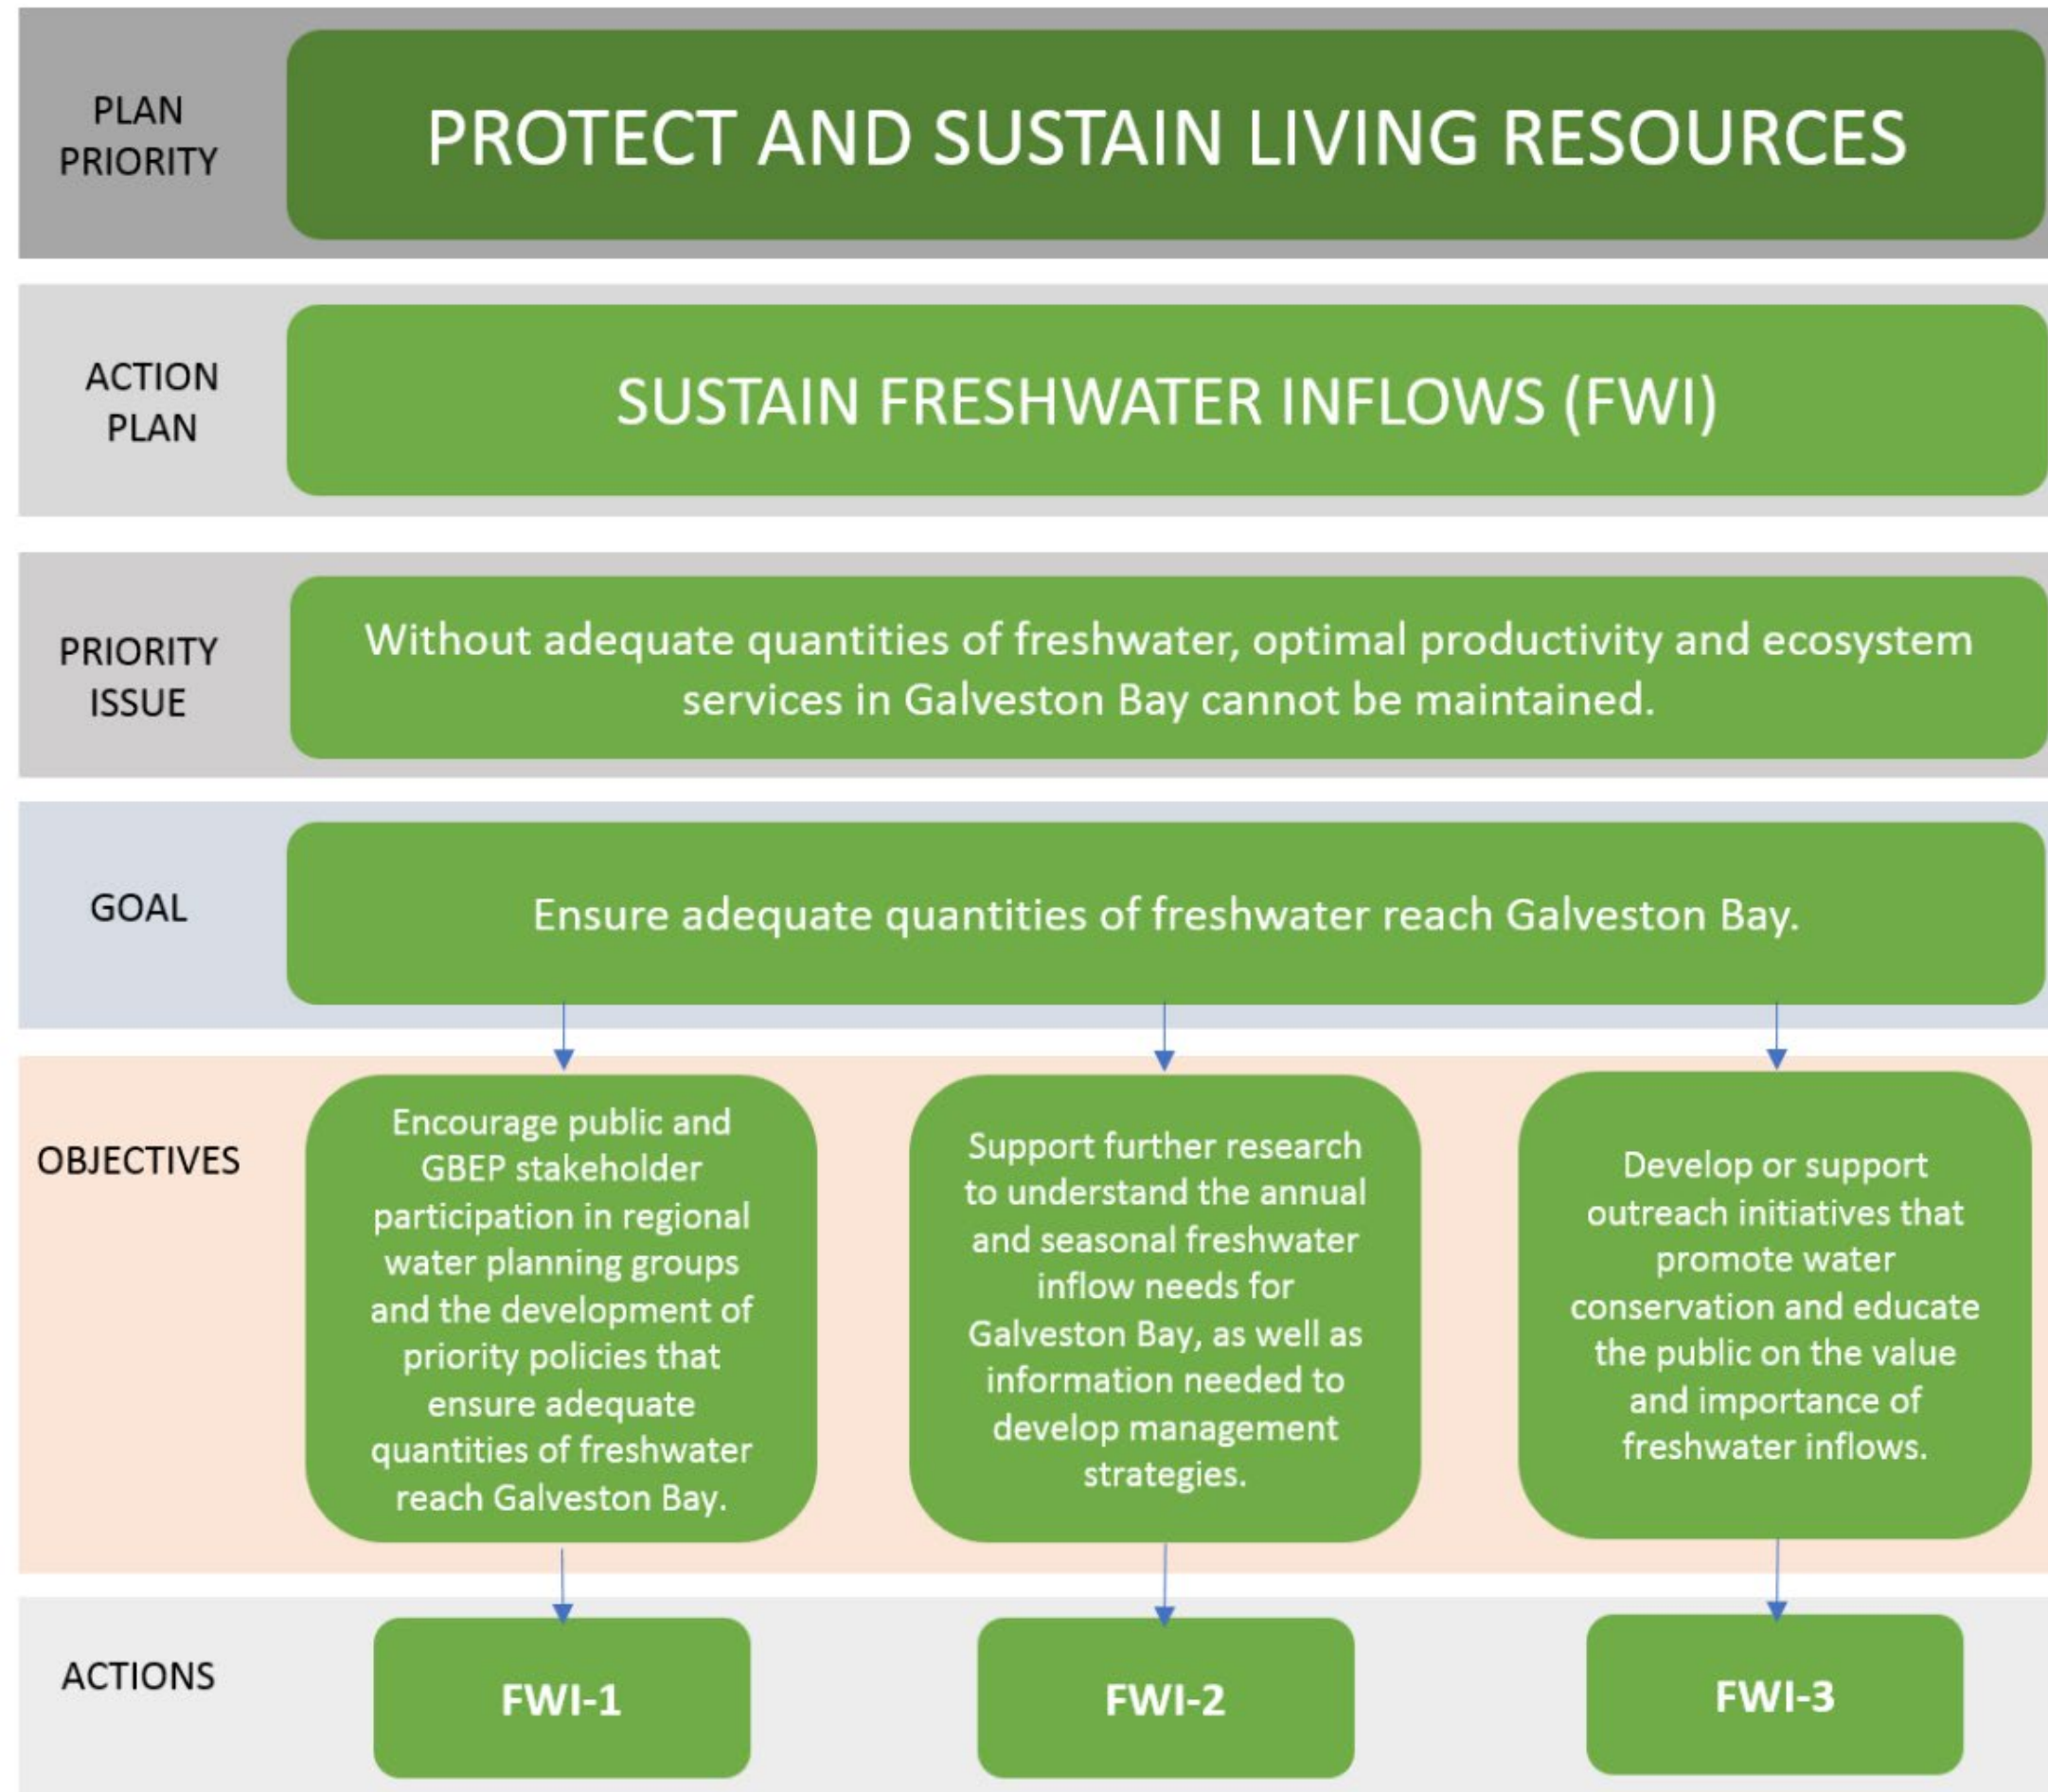 PLAN
PRIORITY
PROTECT AND SUSTAIN LIVING RESOURCES
ACTION
PLAN
SUSTAIN FRESHWATER INFLOWS (FWI)
PRIORITY
ISSUE
Without adequate quantities of freshwater, optimal productivity and ecosystem
services in Galveston Bay cannot be maintained.
GOAL
Ensure adequate quantities of freshwater reach Galveston Bay.
OBJECTIVES
Encourage public and
GBEP stakeholder
participation in regional
water planning groups
and the development of
priority policies that
ensure adequate
quantities of freshwater
reach Galveston Bay.
Support further research
to understand the annual
and seasonal freshwater
inflow needs for
Galveston Bay, as well as
information needed to
develop management
strategies.
Develop or support
outreach initiatives that
promote water
conservation and educate
the public on the value
and importance of
freshwater inflows.
ACTIONS
FWI-1
FWI-2
FWI-3